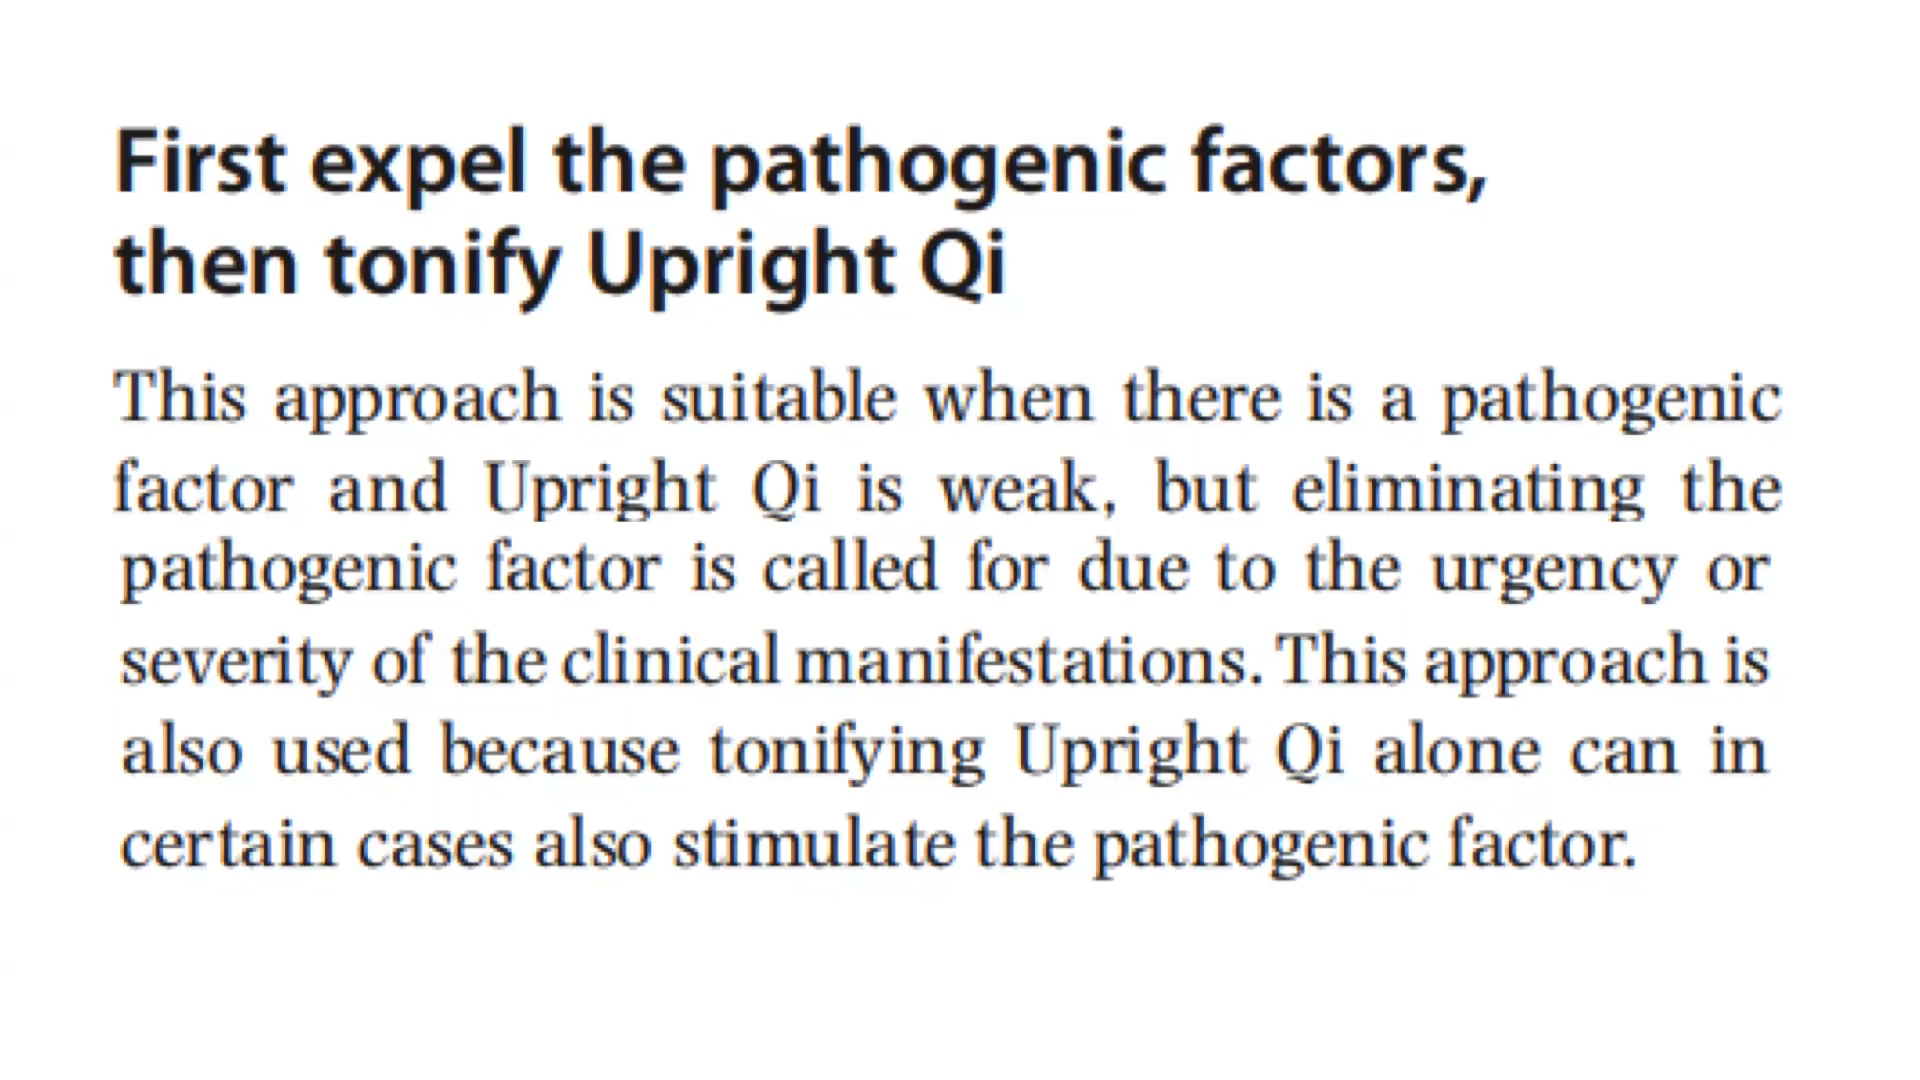 First expel the pathogenic factors,
then tonify Upright Qi
This approach is suitable when there is a pathogenic
factor and Upright Qi is weak, but eliminating the
pathogenic factor is called for due to the urgency or
severity of the clinical manifestations. This approach is
also used because tonifying Upright Qi alone can in
certain cases also stimulate the pathogenic factor.